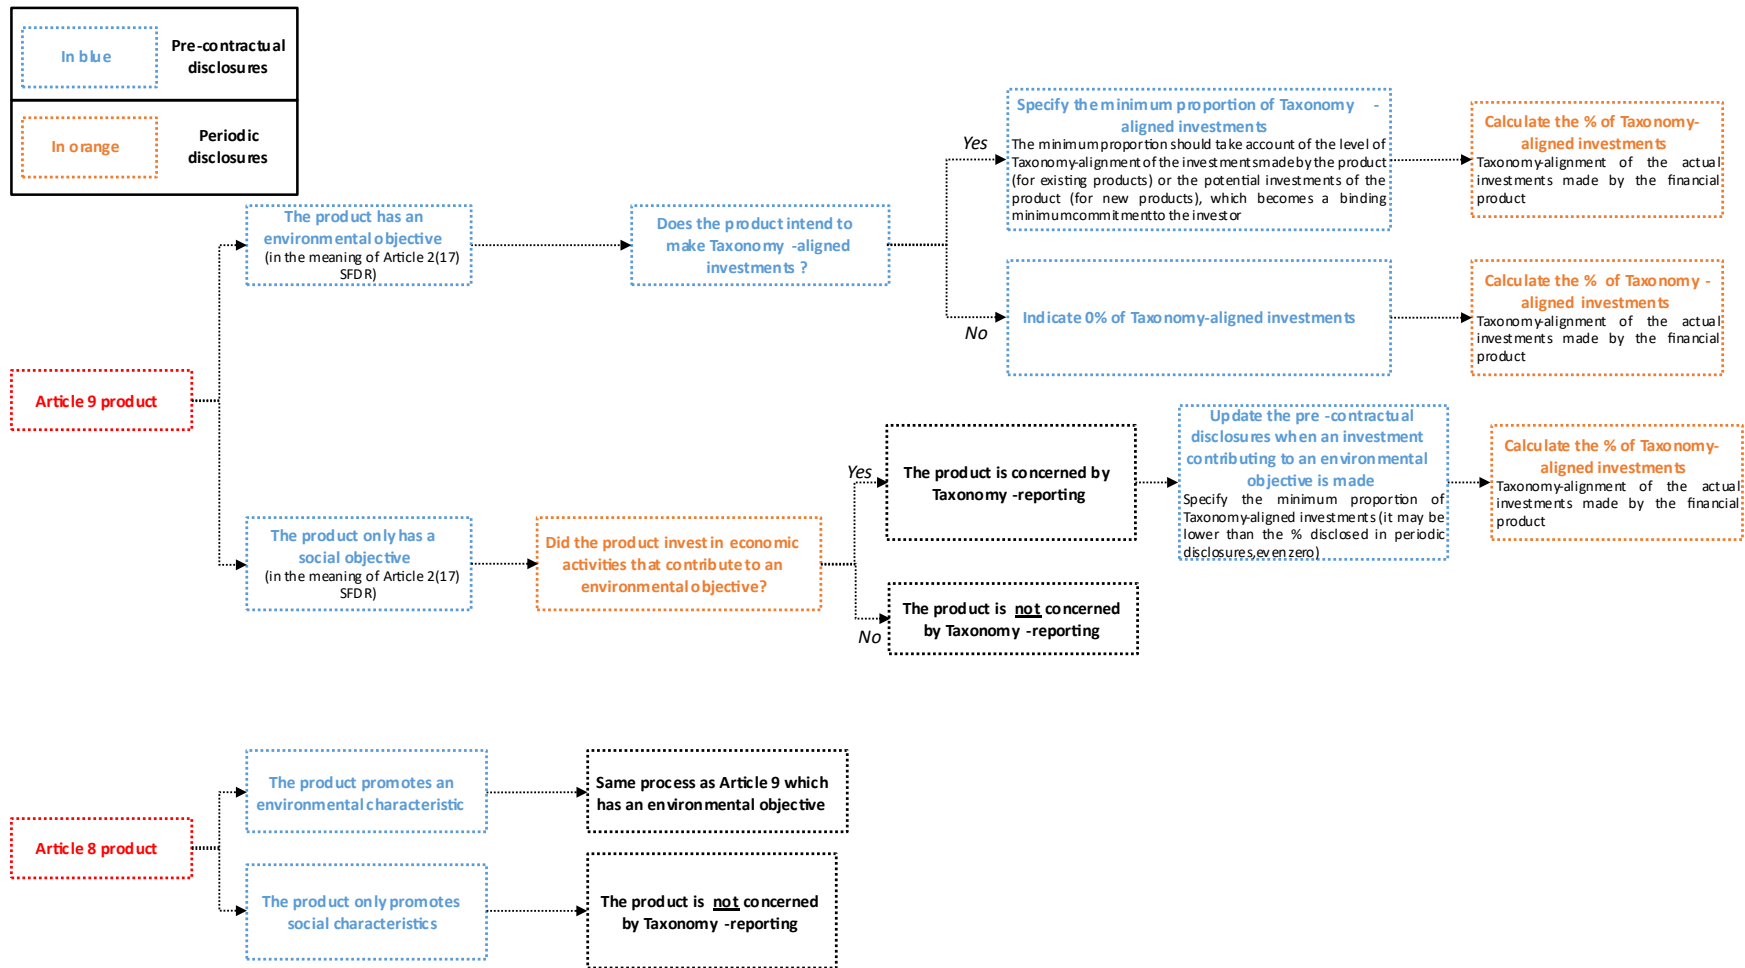 In blue
Pre-contractual
disclosures
In orange
Periodic
disclosures
Article 9 product
The product has an
environmental objective
(in the meaning of Article 2(17)
SFDR)
Does the product intend to
make Taxonomy -aligned
investments ?
Yes
Specify the minimum proportion of Taxonomy -
aligned investments
The minimum proportion should take account of the level of
Taxonomy-alignment of the investments made by the product
(for existing products) or the potential investments of the
product (for new products), which becomes a binding
minimum commitment to the investor
Calculate the % of Taxonomy-
aligned investments
Taxonomy-alignment of the actual
investments made by the financial
product
No
Indicate 0% of Taxonomy-aligned investments
Calculate the % of Taxonomy -
aligned investments
Taxonomy-alignment of the actual
investments made by the financial
product
The product only has a
social objective
(in the meaning of Article 2(17)
SFDR)
Did the product invest in economic
activities that contribute to an
environmental objective?
Yes
The product is concerned by
Taxonomy -reporting
Update the pre -contractual
disclosures when an investment
contributing to an environmental
objective is made
Specify the minimum proportion of
Taxonomy-aligned investments (it may be
lower than the % disclosed in periodic
disclosures, even zero)
Calculate the % of Taxonomy-
aligned investments
Taxonomy-alignment of the actual
investments made by the financial
product
No
The product is not concerned
by Taxonomy -reporting
Article 8 product
The product promotes an
environmental characteristic
Same process as Article 9 which
has an environmental objective
The product only promotes
social characteristics
The product is not concerned
by Taxonomy -reporting